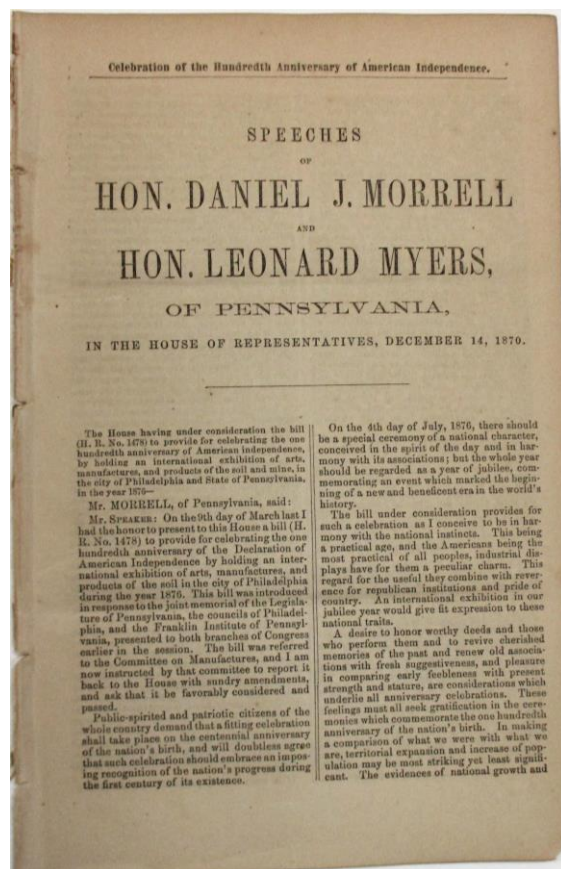 Celebration of the Hundredth Anniversary of American Independence.
SPEECHES
OF
HON. DANIEL J. MORRELL
AND
HON. LEONARD MYERS,
OF PENNSYLVANIA,
IN THE HOUSE OF REPRESENTATIVES, DECEMBER 14, 1870.
The House having under consideration the bill
(H. R. No. 1478) to provide for celebrating the one
hundredth anniversary of American independence,
by holding an international exhibition of arts,
manufactures, and products of the soil and mine, in
the city of Philadelphia and State of Pennsylvania,
in the year 1876—
Mr. MORRELL, of Pennsylvania, said:
Mr. SPEAKER: On the 9th day of March last I
had the honor to present to this House a bill (H.
R. No. 1478) to provide for celebrating the one
hundredth anniversary of the Declaration of
American Independence by holding an inter-
national exhibition of arts, manufactures, and
products of the soil in the city of Philadelphia
during the year 1876. This bill was introduced
in response to the joint memorial of the Legisla-
ture of Pennsylvania, the councils of Philadel-
phia, and the Franklin Institute of Pennsyl-
vania, presented to both branches of Congress
earlier in the session. The bill was referred
to the Committee on Manufactures, and I am
now instructed by that committee to report it
back to the House with sundry amendments,
and ask that it be favorably considered and
passed.
Public-spirited and patriotic citizens of the
whole country demand that a fitting celebration
shall take place on the centennial anniversary
of the nation's birth, and will doubtless agree
that such celebration should embrace an impos-
ing recognition of the nation's progress during
the first century of its existence.
On the 4th day of July, 1876, there should
be a special ceremony of a national character,
conceived in the spirit of the day and in har-
mony with its associations; but the whole year
should be regarded as a year of jubilee, com-
memorating an event which marked the begin-
ning of a new and beneficent era in the world's
history.
The bill under consideration provides for
such a celebration as I conceive to be in har-
mony with the national instincts. This being
a practical age, and the Americans being the
most practical of all peoples, industrial dis-
plays have for them a peculiar charm. This
regard for the useful they combine with rever-
ence for republican institutions and pride of
country. An international exhibition in our
jubilee year would give fit expression to these
national traits.
A desire to honor worthy deeds and those
who perform them and to revive cherished
memories of the past and renew old associa-
tions with fresh suggestiveness, and pleasure
in comparing early feebleness with present
strength and stature, are considerations which
underlie all anniversary celebrations. These
feelings must all seek gratification in the cere-
monies which commemorate the one hundredth
anniversary of the nation's birth. In making
a comparison of what we were with what we
are, territorial expansion and increase of pop-
ulation may be most striking yet least signifi-
cant. The evidences of national growth and